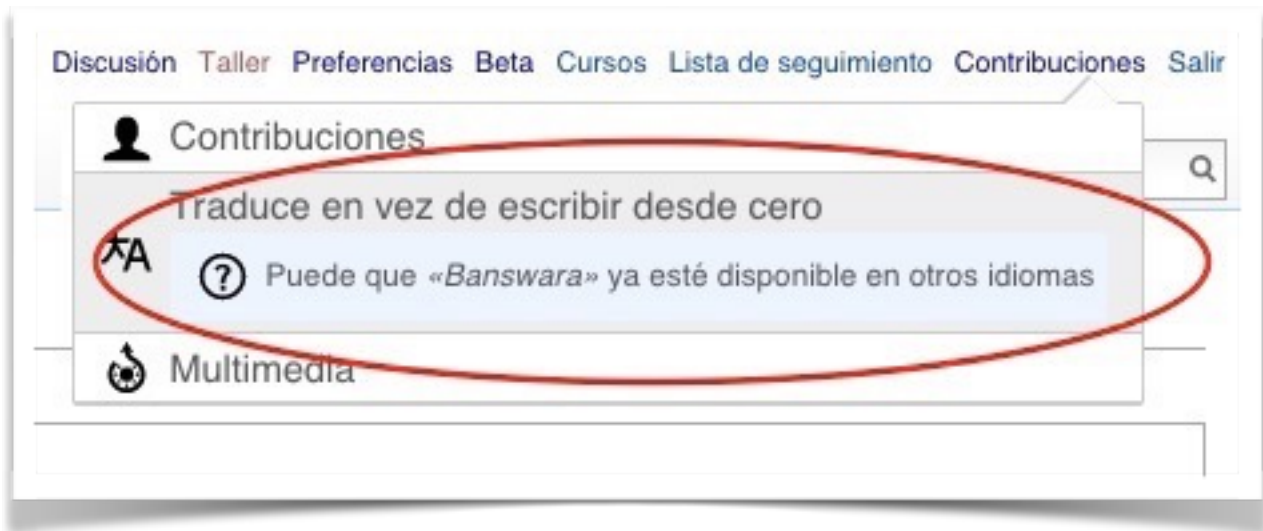 Discusión Taller Preferencias Beta Cursos Lista de seguimiento Contribuciones Salir
Contribuciones
Traduce en vez de escribir desde cero
Puede que «Banswara» ya esté disponible en otros idiomas
Multimedia